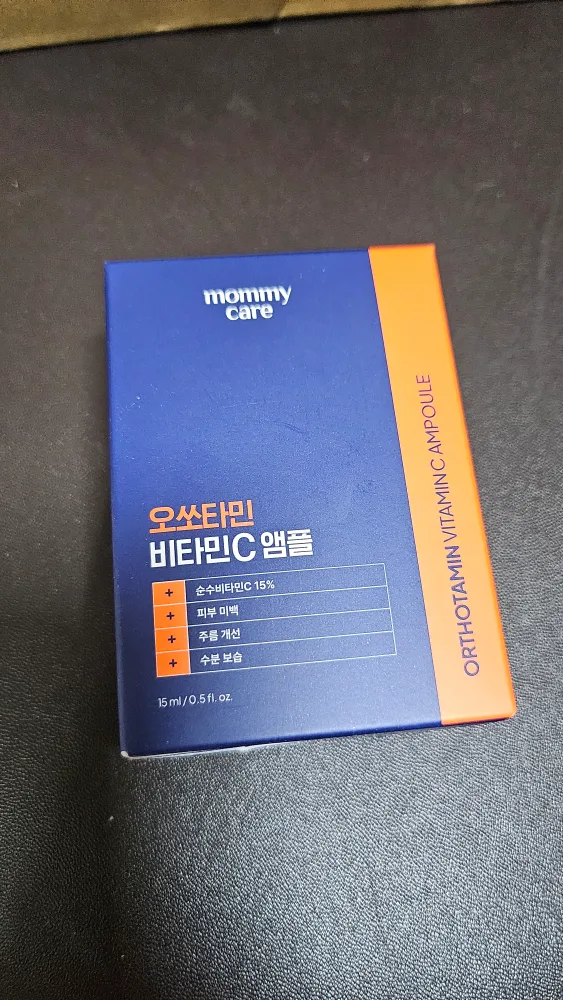 mommy
care
오쏘타민
비타민C 앰플
+ 순수비타민C 15%
+ 피부 미백
+ 주름 개선
+ 수분 보습
15 ml / 0.5 fl. oz.
ORTHOTAMIN VITAMIN C AMPOULE